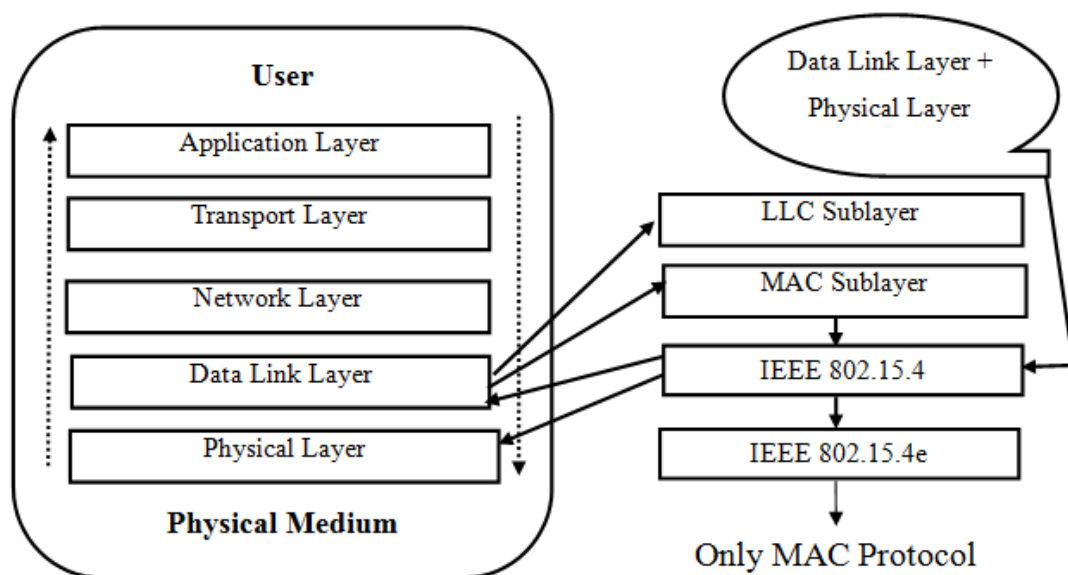 User
Application Layer
Transport Layer
Network Layer
Data Link Layer
Physical Layer
Physical Medium
Data Link Layer +
Physical Layer
LLC Sublayer
MAC Sublayer
IEEE 802.15.4
IEEE 802.15.4e
Only MAC Protocol